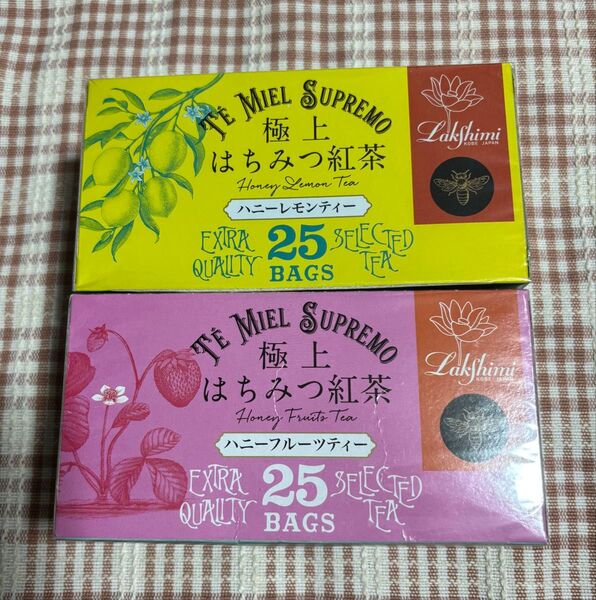 TÉ MIEL SUPREMO
極上
はちみつ紅茶
Honey Lemon Tea
ハニーレモンティー
EXTRA QUALITY
25
BAGS
SELECTED TEA
Lakshimi
KOBE JAPAN
TÉ MIEL SUPREMO
極上
はちみつ紅茶
Honey Fruits Tea
ハニーフルーツティー
EXTRA QUALITY
25
BAGS
SELECTED TEA
Lakshimi
KOBE JAPAN